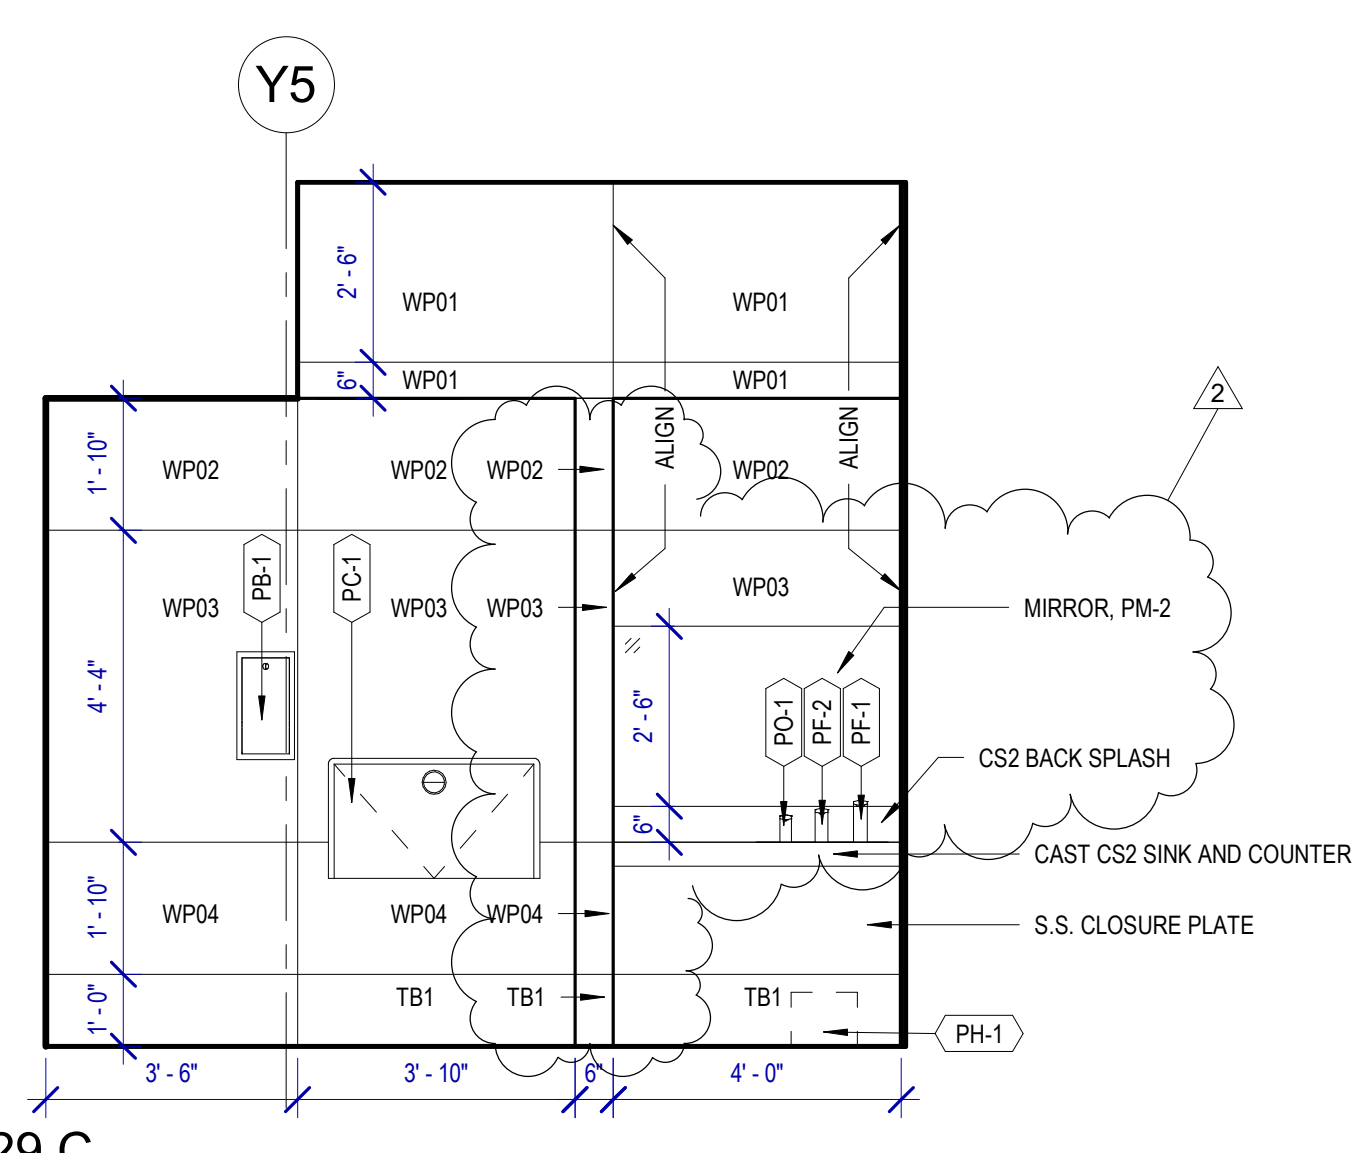 Y5
2' - 6"
WP01
WP01
6"
WP01
WP01
2
1' - 10"
WP02
WP02
WP02
ALIGN
WP02
ALIGN
PB-1
PC-1
WP03
WP03
WP03
WP03
MIRROR, PM-2
4' - 4"
2' - 6"
PO-1
PF-2
PF-1
CS2 BACK SPLASH
6"
CAST CS2 SINK AND COUNTER
1' - 10"
WP04
WP04
WP04
S.S. CLOSURE PLATE
1' - 0"
TB1
TB1
TB1
PH-1
3' - 6"
3' - 10"
6"
4' - 0"